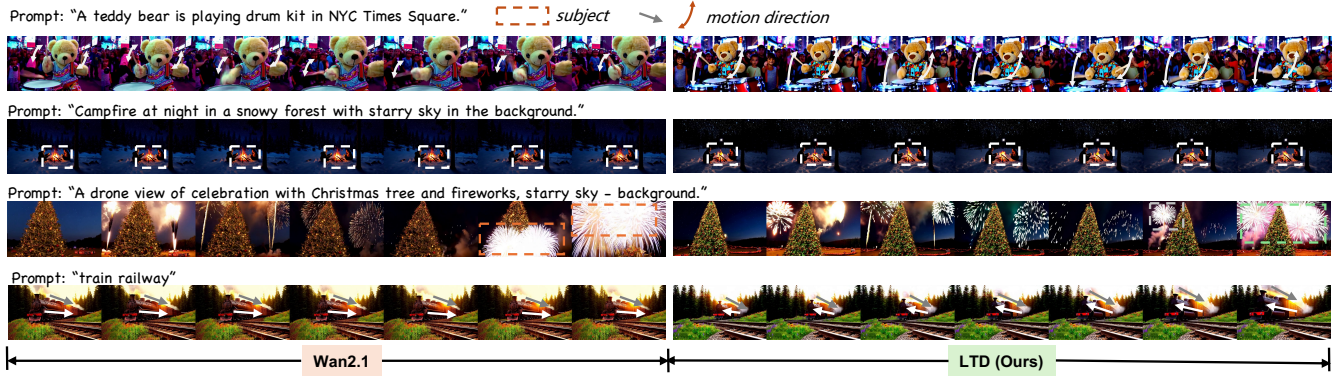 Prompt: “A teddy bear is playing drum kit in NYC Times Square.” subject motion direction
Prompt: “Campfire at night in a snowy forest with starry sky in the background.”
Prompt: “A drone view of celebration with Christmas tree and fireworks, starry sky - background.”
Prompt: “train railway”
Wan2.1 LTD (Ours)